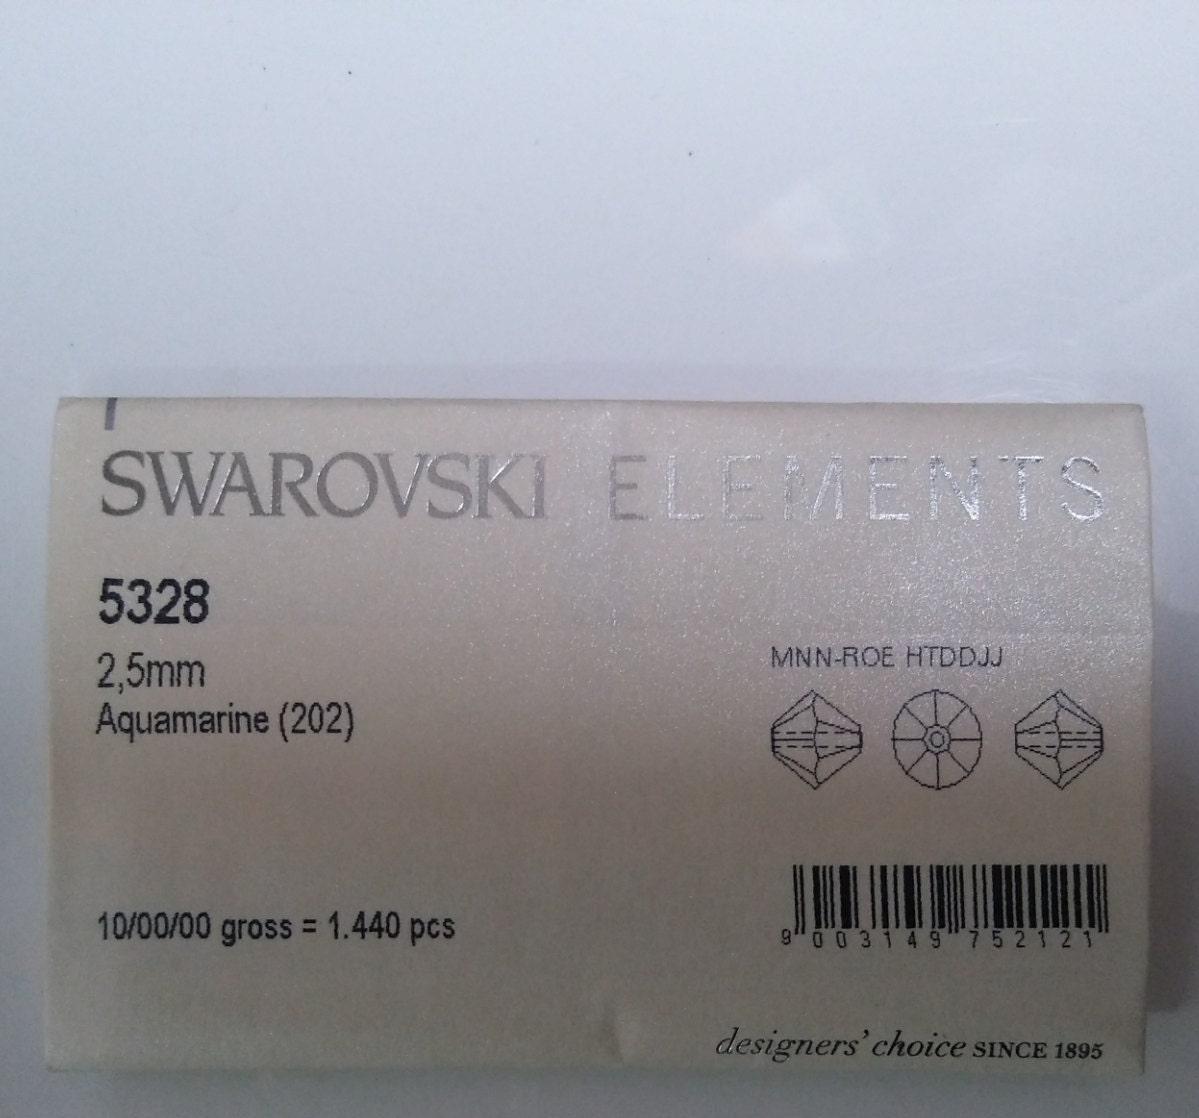 SWAROVSKI ELEMENTS
5328
2,5mm
Aquamarine (202)
MNN-ROE HTDDJJ
10/00/00 gross = 1.440 pcs
9 003149 752121
designers' choice SINCE 1895